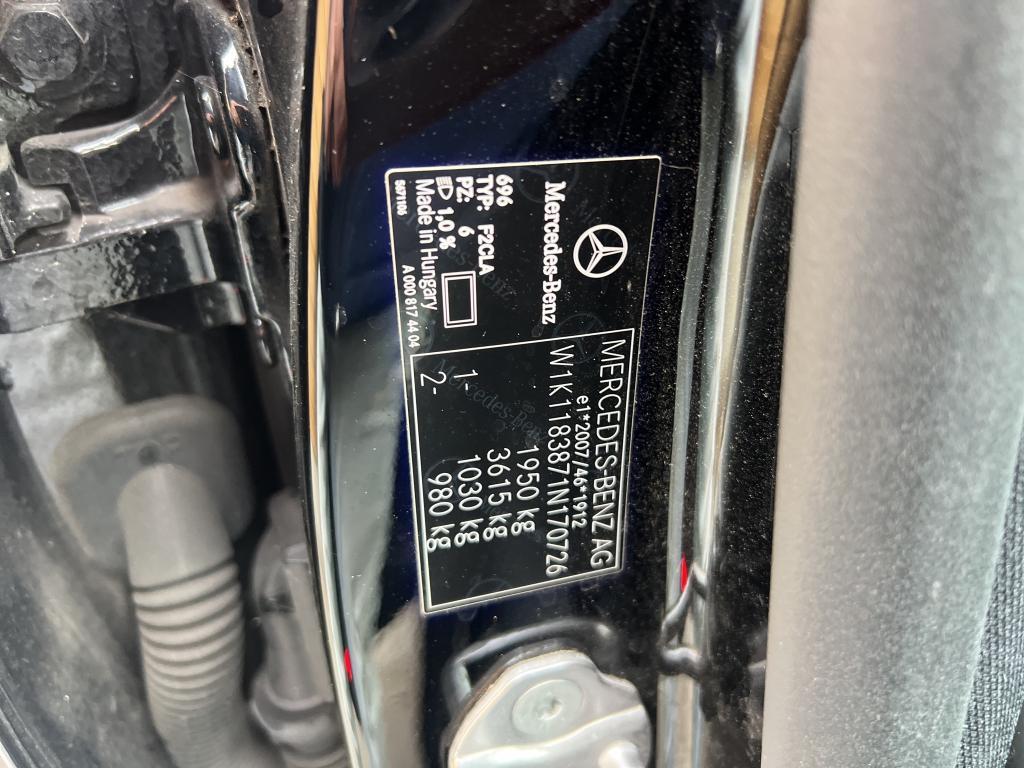 Mercedes-Benz
MERCEDES-BENZ AG
e1*2007/46*1912
W1K1183871N170726
1950 kg
3615 kg
1- 1030 kg
2- 980 kg
696
TYP: F2CLA
PZ: 6
1,0 %
Made in Hungary
5671106 A 000 817 44 04